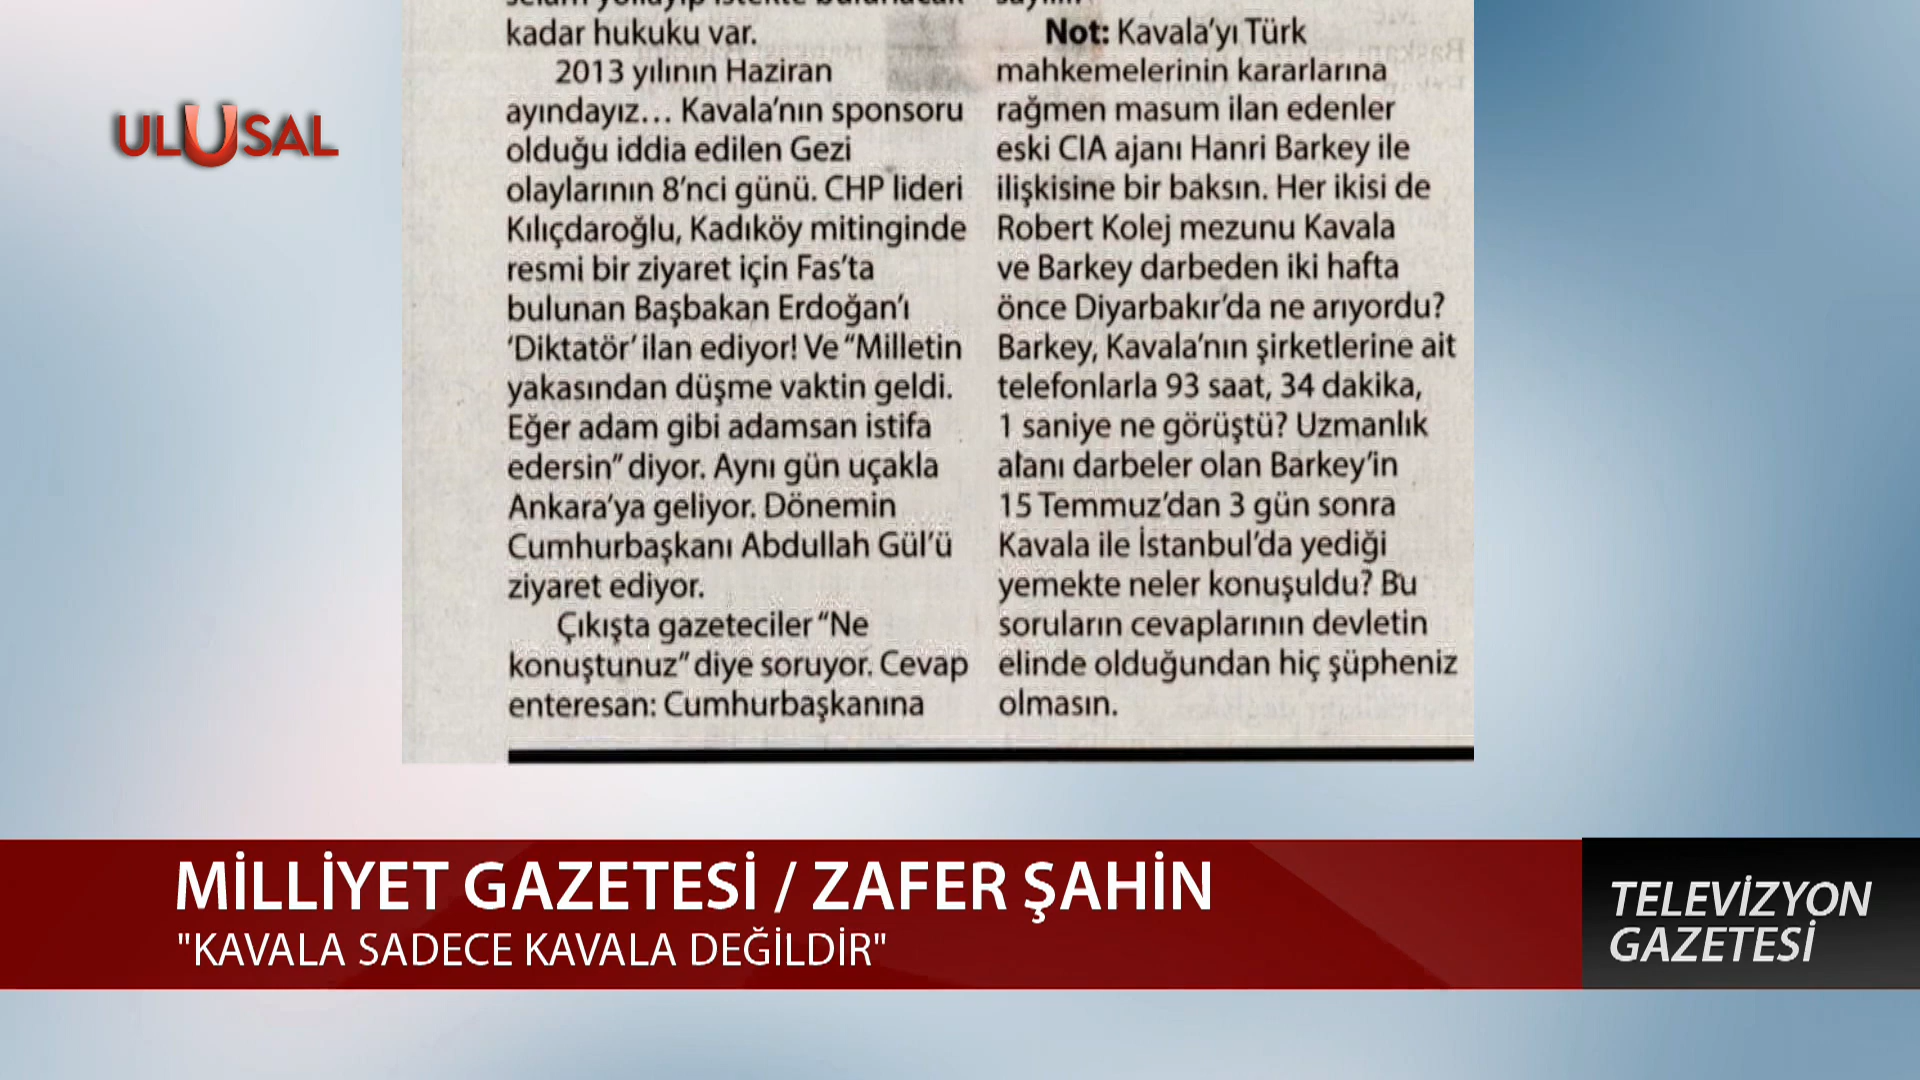 ULUSAL
kadar hukuku var.
2013 yılının Haziran
ayındayız… Kavala’nın sponsoru
olduğu iddia edilen Gezi
olaylarının 8’nci günü. CHP lideri
Kılıçdaroğlu, Kadıköy mitinginde
resmi bir ziyaret için Fas’ta
bulunan Başbakan Erdoğan’ı
‘Diktatör’ ilan ediyor! Ve “Milletin
yakasından düşme vaktin geldi.
Eğer adam gibi adamsan istifa
edersin” diyor. Aynı gün uçakla
Ankara’ya geliyor. Dönemin
Cumhurbaşkanı Abdullah Gül’ü
ziyaret ediyor.
Çıkışta gazeteciler “Ne
konuştunuz” diye soruyor. Cevap
enteresan: Cumhurbaşkanına
Not: Kavala’yı Türk
mahkemelerinin kararlarına
rağmen masum ilan edenler
eski CIA ajanı Hanri Barkey ile
ilişkisine bir baksın. Her ikisi de
Robert Kolej mezunu Kavala
ve Barkey darbeden iki hafta
önce Diyarbakır’da ne arıyordu?
Barkey, Kavala’nın şirketlerine ait
telefonlarla 93 saat, 34 dakika,
1 saniye ne görüştü? Uzmanlık
alanı darbeler olan Barkey’in
15 Temmuz’dan 3 gün sonra
Kavala ile İstanbul’da yediği
yemekte neler konuşuldu? Bu
soruların cevaplarının devletin
elinde olduğundan hiç şüpheniz
olmasın.
MİLLİYET GAZETESİ / ZAFER ŞAHİN
"KAVALA SADECE KAVALA DEĞİLDİR"
TELEVİZYON
GAZETESİ